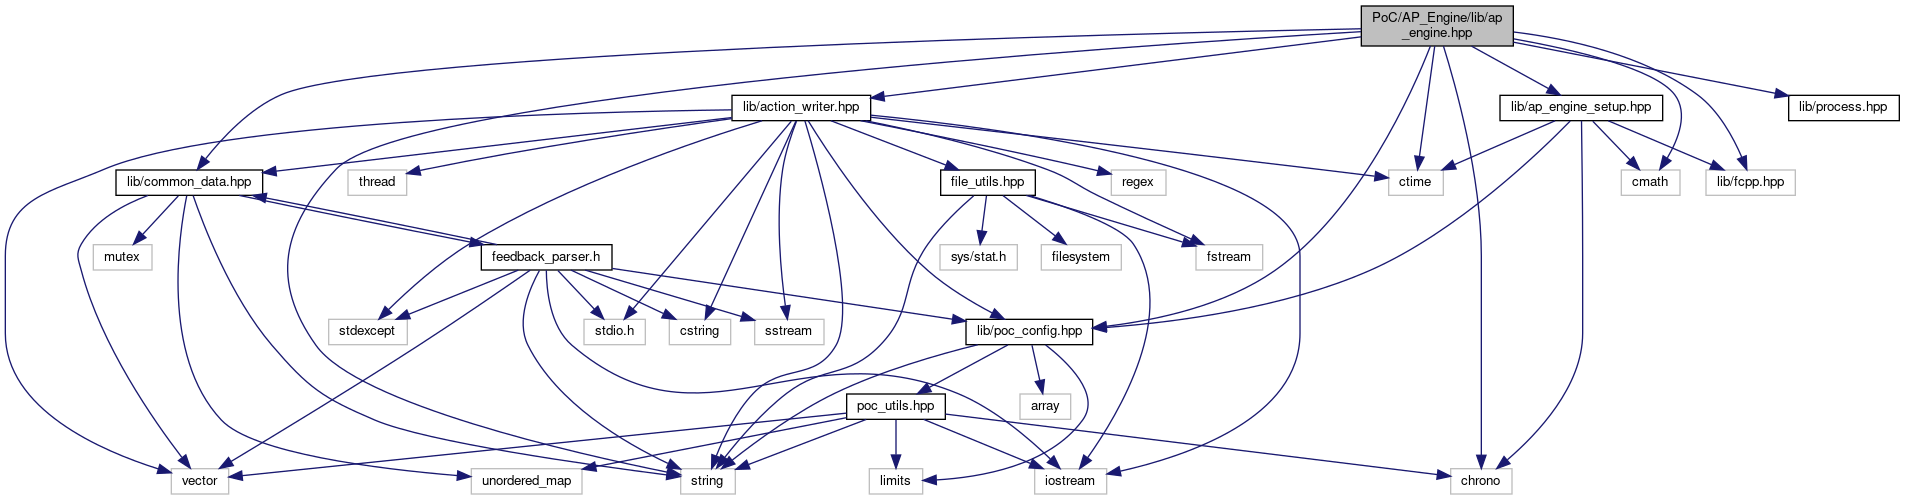 PoC/AP_Engine/lib/ap
_engine.hpp
lib/action_writer.hpp
lib/ap_engine_setup.hpp
lib/process.hpp
lib/common_data.hpp
thread
file_utils.hpp
regex
ctime
cmath
lib/fcpp.hpp
mutex
feedback_parser.h
sys/stat.h
filesystem
fstream
stdexcept
stdio.h
cstring
sstream
lib/poc_config.hpp
poc_utils.hpp
array
vector
unordered_map
string
limits
iostream
chrono